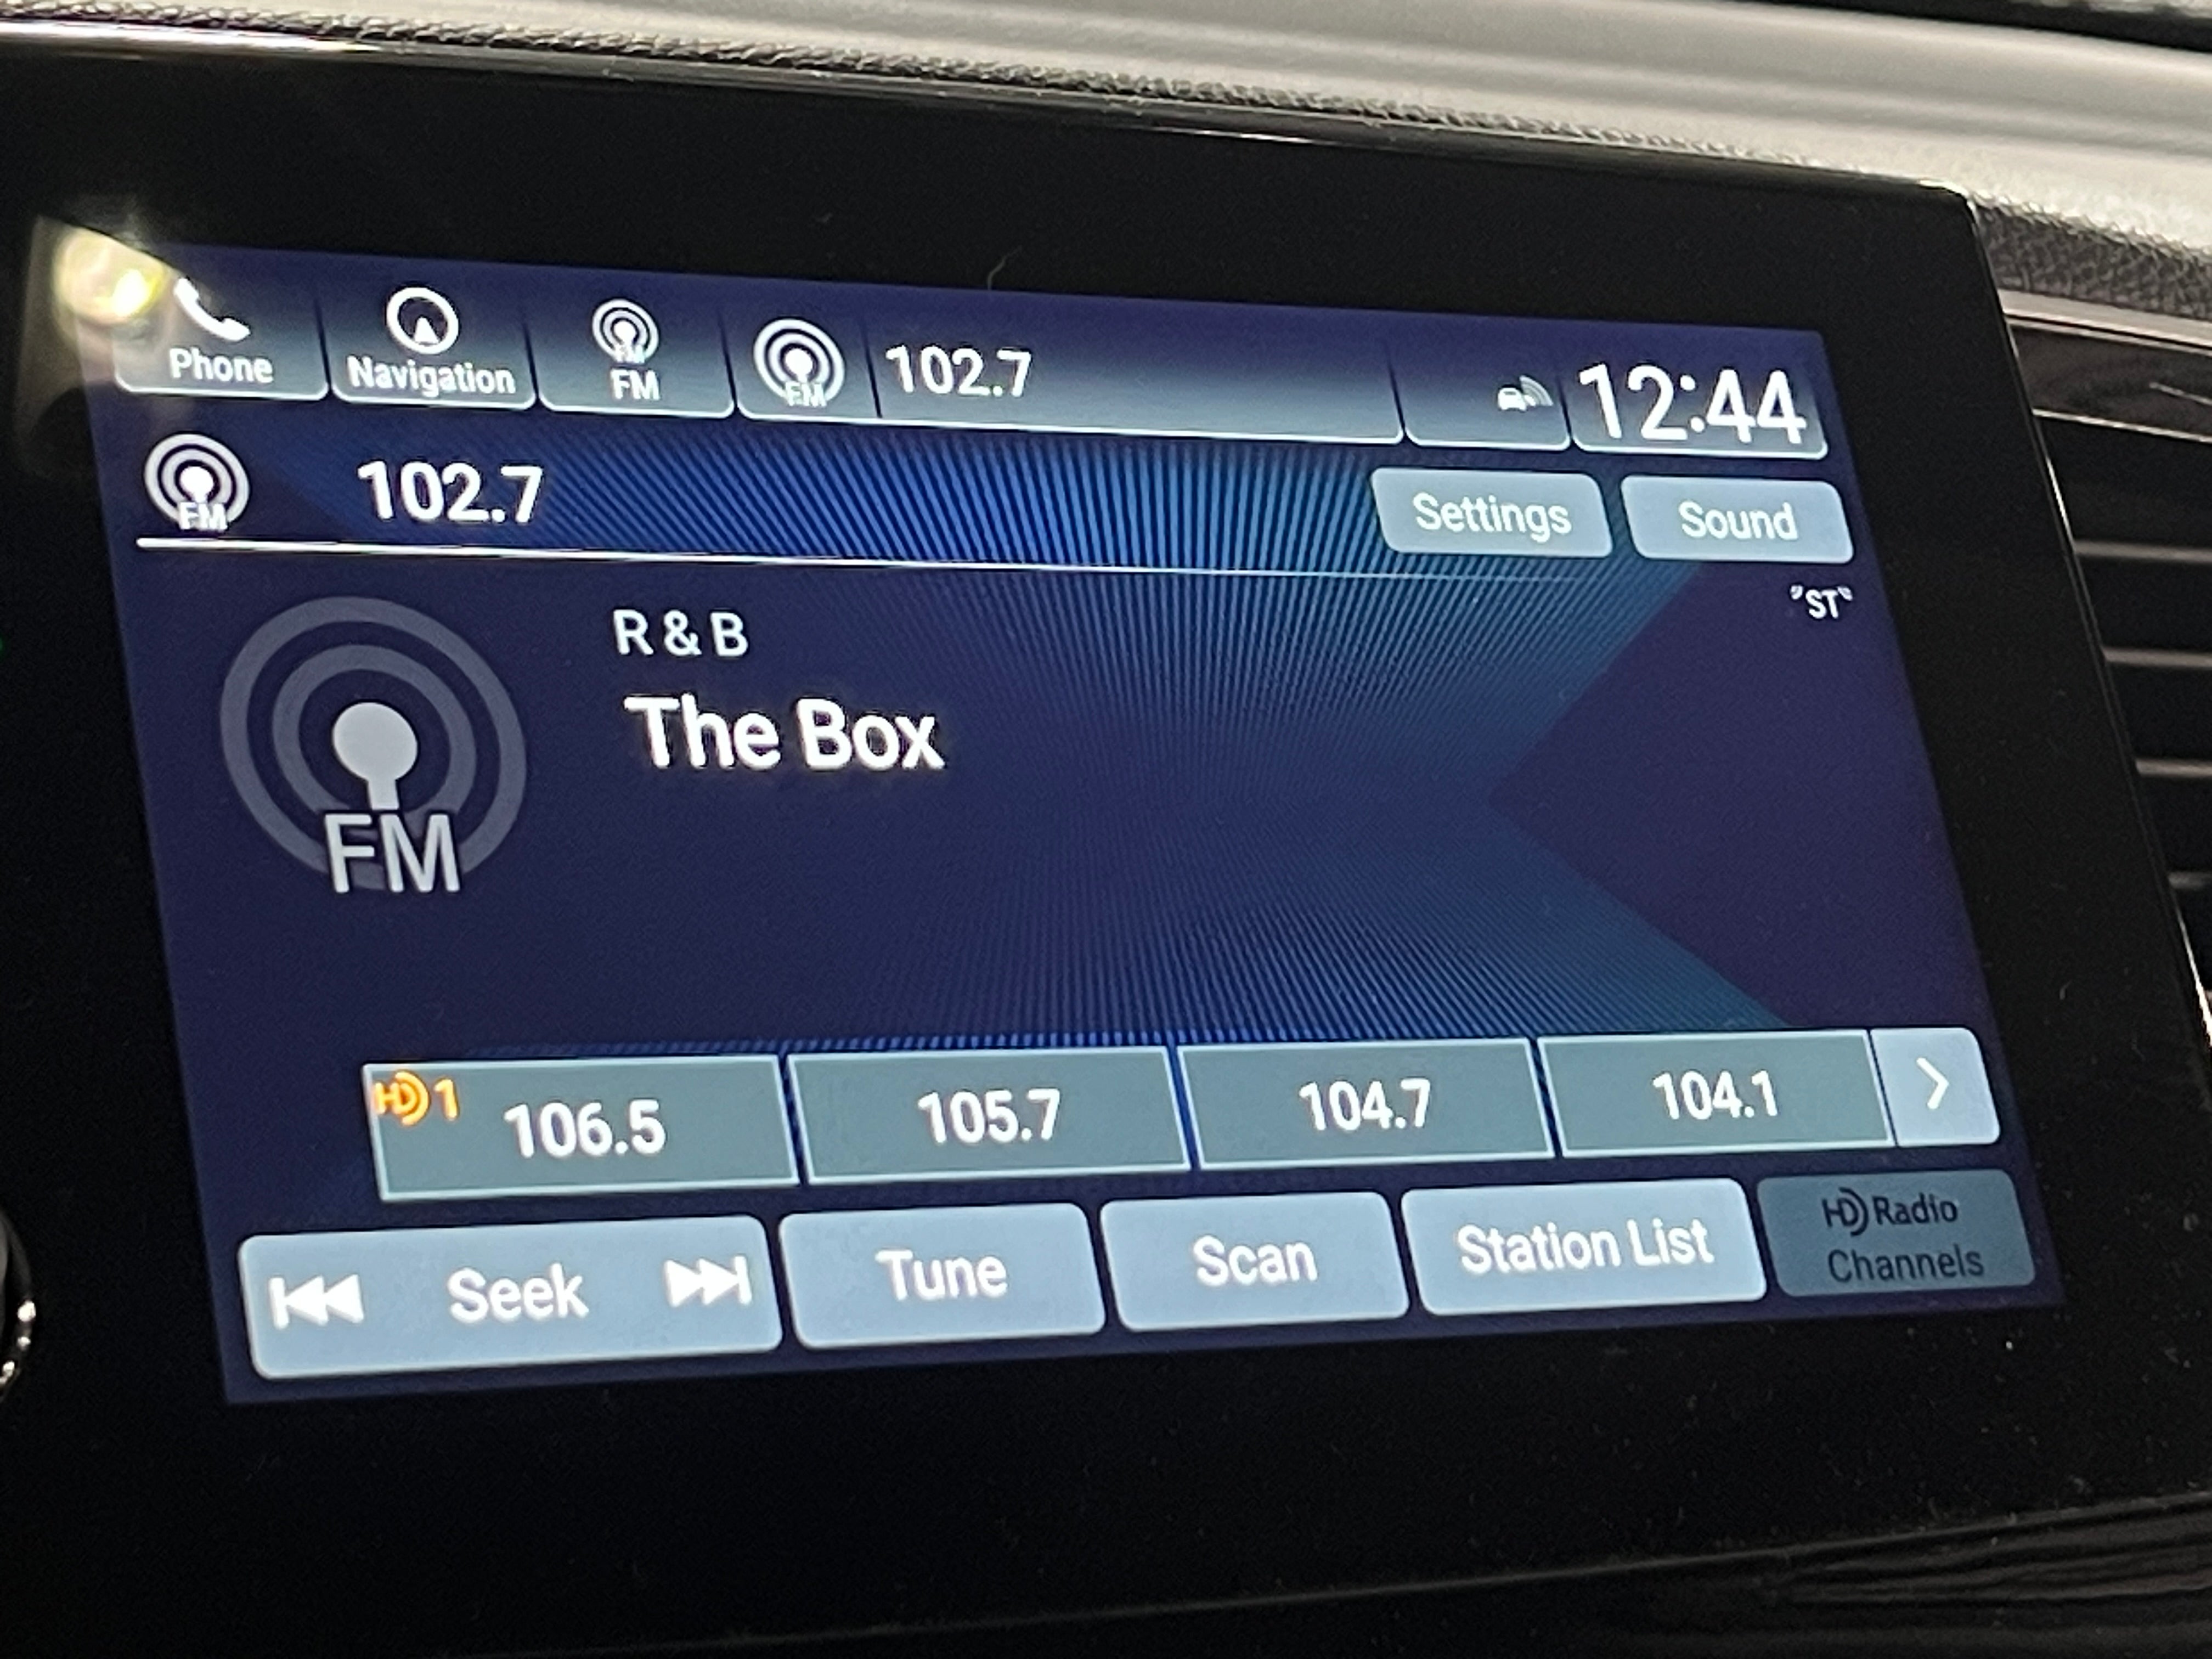 Phone
Navigation
FM
FM
FM
102.7
12:44
FM
102.7
Settings
Sound
"ST"
R & B
The Box
FM
HD 1
106.5
105.7
104.7
104.1
Seek
Tune
Scan
Station List
HD Radio
Channels